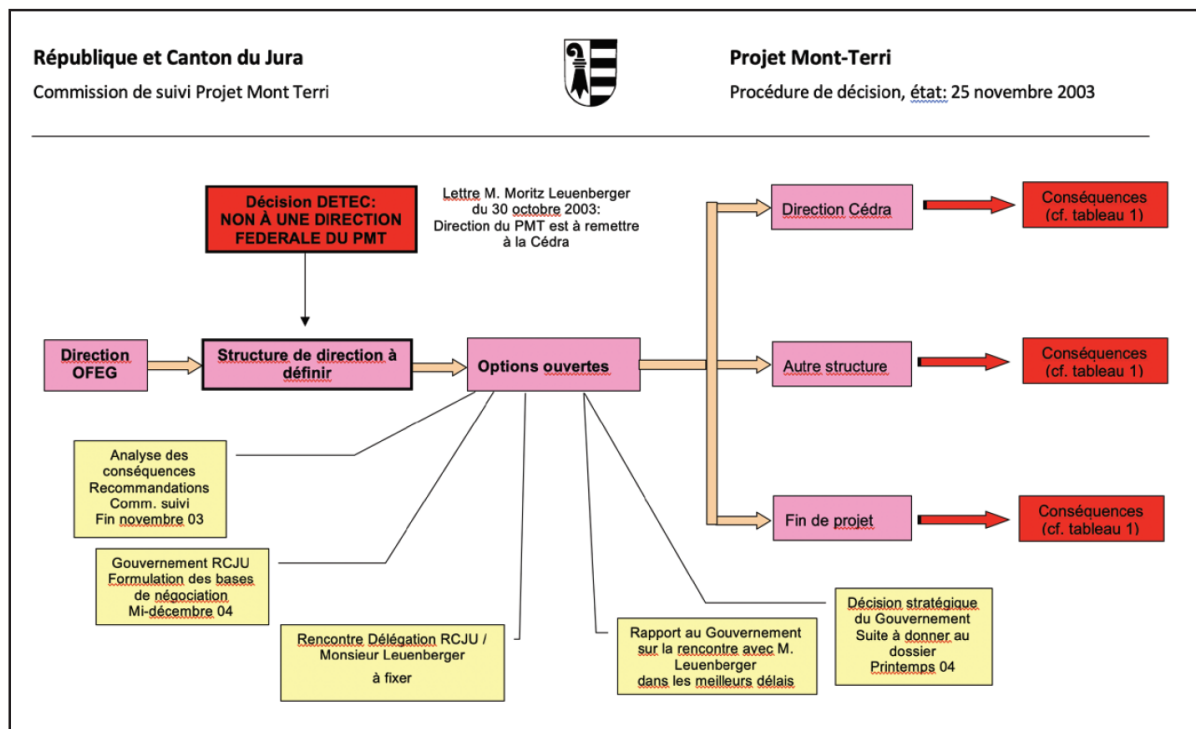 République et Canton du Jura
Commission de suivi Projet Mont Terri
Projet Mont-Terri
Procédure de décision, état: 25 novembre 2003
Décision DETEC:
NON À UNE DIRECTION
FEDERALE DU PMT
Lettre M. Moritz Leuenberger
du 30 octobre 2003:
Direction du PMT est à remettre
à la Cédra
Direction Cédra
Conséquences
(cf. tableau 1)
Direction
OFEG
Structure de direction à
définir
Options ouvertes
Autre structure
Conséquences
(cf. tableau 1)
Fin de projet
Conséquences
(cf. tableau 1)
Analyse des
conséquences
Recommandations
Comm. suivi
Fin novembre 03
Gouvernement RCJU
Formulation des bases
de négociation
Mi-décembre 04
Rencontre Délégation RCJU /
Monsieur Leuenberger
à fixer
Rapport au Gouvernement
sur la rencontre avec M.
Leuenberger
dans les meilleurs délais
Décision stratégique
du Gouvernement
Suite à donner au
dossier
Printemps 04